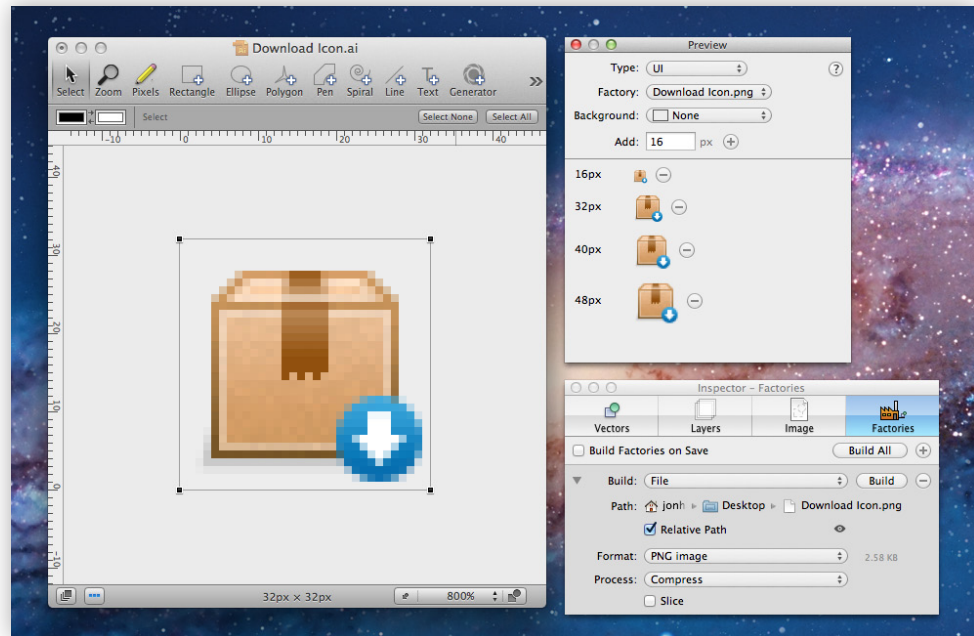 Download Icon.ai
Select Zoom Pixels Rectangle Ellipse Polygon Pen Spiral Line Text Generator »
Select Select None Select All
-10 0 10 20 30 40
40
30
20
10
0
-10
32px × 32px 800%
Preview
Type: UI ?
Factory: Download Icon.png
Background: None
Add: 16 px
16px
32px
40px
48px
Inspector – Factories
Vectors Layers Image Factories
Build Factories on Save Build All
Build: File Build
Path: jonh Desktop Download Icon.png
Relative Path
Format: PNG image 2.58 KB
Process: Compress
Slice